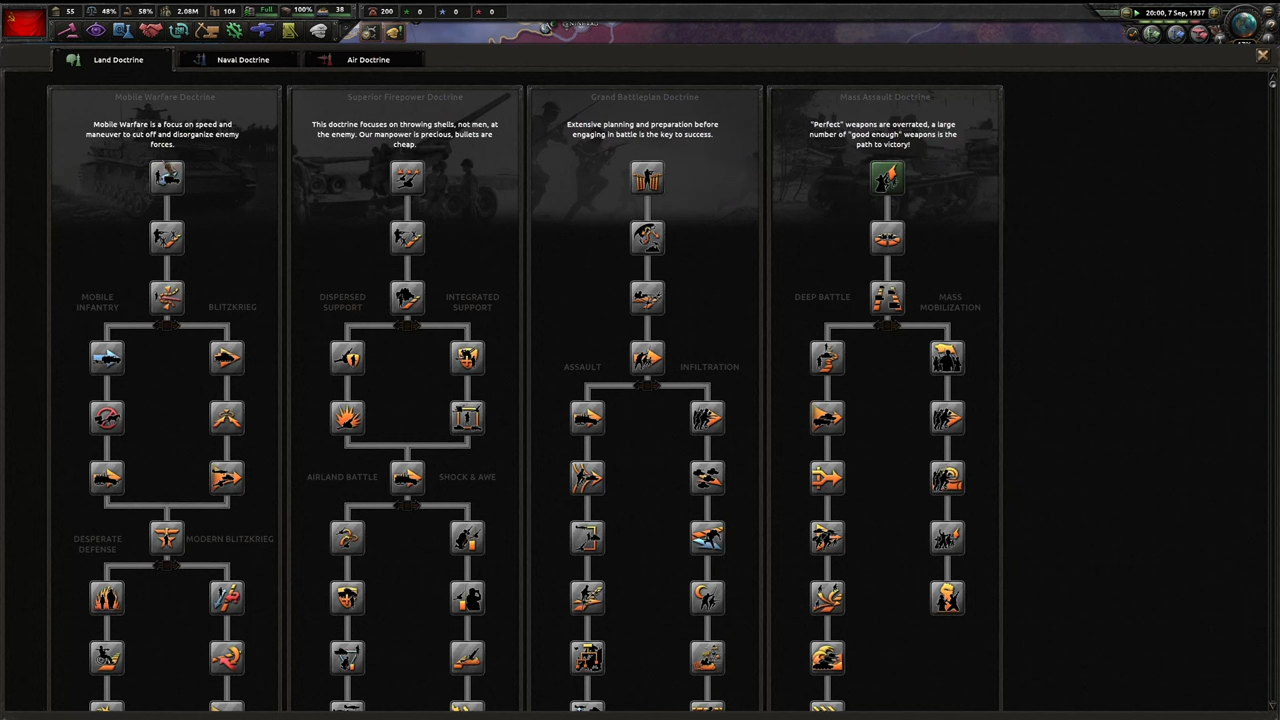 55 48% 58% 2.08M 104 Full 100% 38 200 0 0 0
20:00, 7 Sep, 1937
Land Doctrine
Naval Doctrine
Air Doctrine
Mobile Warfare Doctrine
Mobile Warfare is a focus on speed and
maneuver to cut off and disorganize enemy
forces.
MOBILE
INFANTRY
BLITZKRIEG
DESPERATE
DEFENSE
MODERN BLITZKRIEG
Superior Firepower Doctrine
This doctrine focuses on throwing shells, not men, at
the enemy. Our manpower is precious, bullets are
cheap.
DISPERSED
SUPPORT
INTEGRATED
SUPPORT
AIRLAND BATTLE
SHOCK & AWE
Grand Battleplan Doctrine
Extensive planning and preparation before
engaging in battle is the key to success.
ASSAULT
INFILTRATION
Mass Assault Doctrine
"Perfect" weapons are overrated, a large
number of "good enough" weapons is the
path to victory!
DEEP BATTLE
MASS
MOBILIZATION